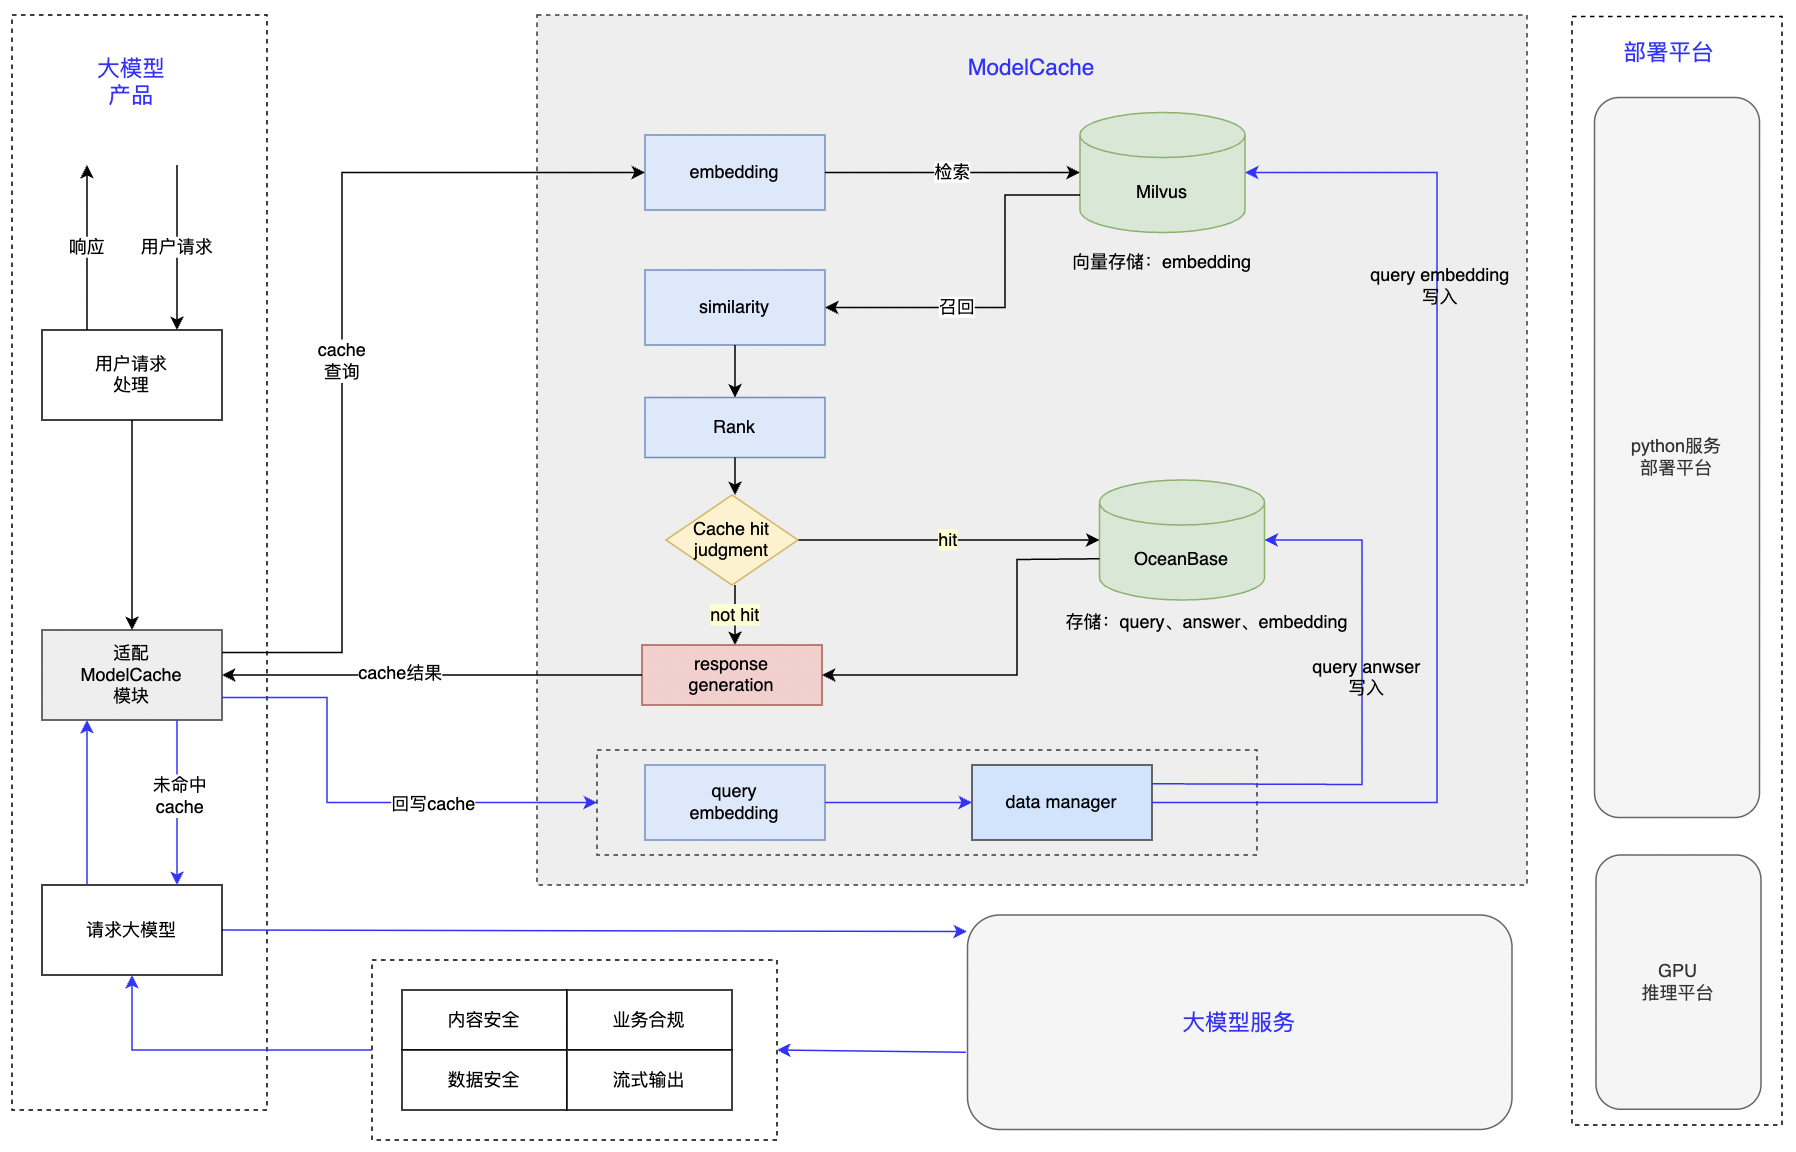 大模型
产品
响应
用户请求
用户请求
处理
适配
ModelCache
模块
未命中
cache
请求大模型
cache
查询
cache结果
回写cache
ModelCache
embedding
检索
Milvus
向量存储：embedding
similarity
召回
Rank
Cache hit
judgment
hit
not hit
OceanBase
存储：query、answer、embedding
response
generation
query embedding
写入
query anwser
写入
query
embedding
data manager
内容安全
业务合规
数据安全
流式输出
大模型服务
部署平台
python服务
部署平台
GPU
推理平台